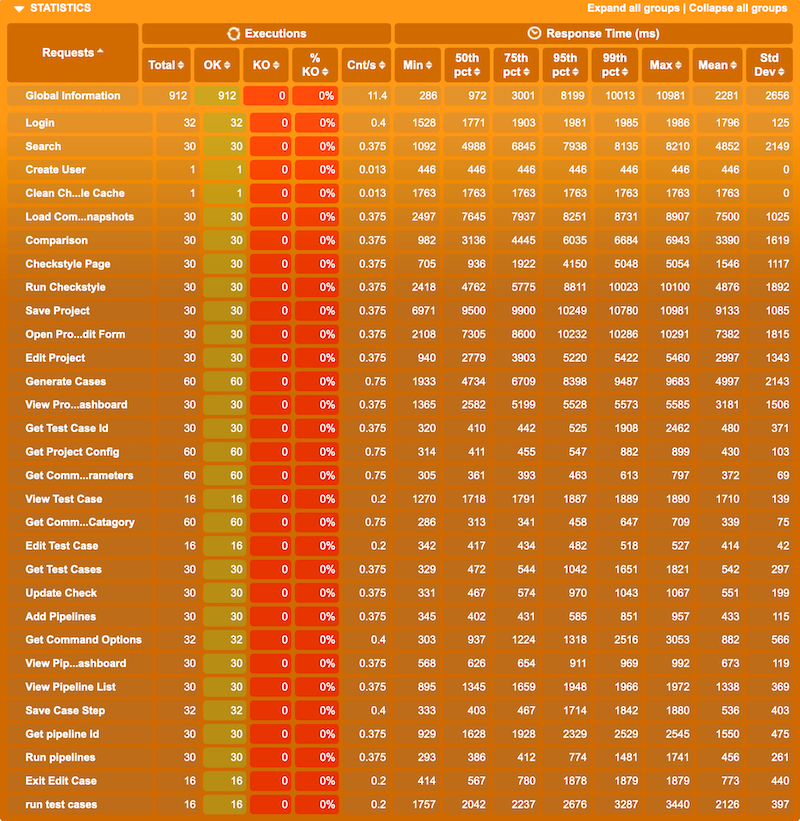 STATISTICS Expand all groups | Collapse all groups
Requests Executions Response Time (ms)
Total OK KO % KO Cnt/s Min 50th pct 75th pct 95th pct 99th pct Max Mean Std Dev
Global Information 912 912 0 0% 11.4 286 972 3001 8199 10013 10981 2281 2656
Login 32 32 0 0% 0.4 1528 1771 1903 1981 1985 1986 1796 125
Search 30 30 0 0% 0.375 1092 4988 6845 7938 8135 8210 4852 2149
Create User 1 1 0 0% 0.013 446 446 446 446 446 446 446 0
Clean Ch...le Cache 1 1 0 0% 0.013 1763 1763 1763 1763 1763 1763 1763 0
Load Com...napshots 30 30 0 0% 0.375 2497 7645 7937 8251 8731 8907 7500 1025
Comparison 30 30 0 0% 0.375 982 3136 4445 6035 6684 6943 3390 1619
Checkstyle Page 30 30 0 0% 0.375 705 936 1922 4150 5048 5054 1546 1117
Run Checkstyle 30 30 0 0% 0.375 2418 4762 5775 8811 10023 10100 4876 1892
Save Project 30 30 0 0% 0.375 6971 9500 9900 10249 10780 10981 9133 1085
Open Pro...dit Form 30 30 0 0% 0.375 2108 7305 8600 10232 10286 10291 7382 1815
Edit Project 30 30 0 0% 0.375 940 2779 3903 5220 5422 5460 2997 1343
Generate Cases 60 60 0 0% 0.75 1933 4734 6709 8398 9487 9683 4997 2143
View Pro...ashboard 30 30 0 0% 0.375 1365 2582 5199 5528 5573 5585 3181 1506
Get Test Case Id 30 30 0 0% 0.375 320 410 442 525 1908 2462 480 371
Get Project Config 60 60 0 0% 0.75 314 411 455 547 882 899 430 103
Get Comm...rameters 60 60 0 0% 0.75 305 361 393 463 613 797 372 69
View Test Case 16 16 0 0% 0.2 1270 1718 1791 1887 1889 1890 1710 139
Get Comm...Catagory 60 60 0 0% 0.75 286 313 341 458 647 709 339 75
Edit Test Case 16 16 0 0% 0.2 342 417 434 482 518 527 414 42
Get Test Cases 30 30 0 0% 0.375 329 472 544 1042 1651 1821 542 297
Update Check 30 30 0 0% 0.375 331 467 574 970 1043 1067 551 199
Add Pipelines 30 30 0 0% 0.375 345 402 431 585 851 957 433 115
Get Command Options 32 32 0 0% 0.4 303 937 1224 1318 2516 3053 882 566
View Pip...ashboard 30 30 0 0% 0.375 568 626 654 911 969 992 673 119
View Pipeline List 30 30 0 0% 0.375 895 1345 1659 1948 1966 1972 1338 369
Save Case Step 32 32 0 0% 0.4 333 403 467 1714 1842 1880 536 403
Get pipeline Id 30 30 0 0% 0.375 929 1628 1928 2329 2529 2545 1550 475
Run pipelines 30 30 0 0% 0.375 293 386 412 774 1481 1741 456 261
Exit Edit Case 16 16 0 0% 0.2 414 567 780 1878 1879 1879 773 440
run test cases 16 16 0 0% 0.2 1757 2042 2237 2676 3287 3440 2126 397